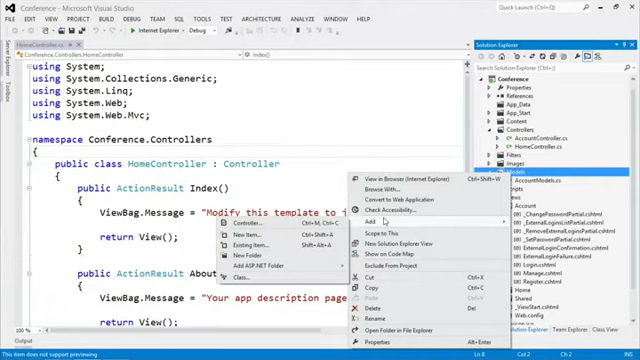 Conference - Microsoft Visual Studio
Quick Launch (Ctrl+Q)
FILE EDIT VIEW PROJECT BUILD DEBUG TEAM SQL TOOLS TEST ARCHITECTURE ANALYZE WINDOW HELP
Internet Explorer
Debug
HomeController.cs
Conference.Controllers.HomeController
Index()
Server Explorer
Toolbox
using System;
using System.Collections.Generic;
using System.Linq;
using System.Web;
using System.Web.Mvc;
namespace Conference.Controllers
{
public class HomeController : Controller
{
public ActionResult Index()
{
ViewBag.Message = "Modify this template to j
return View();
}
public ActionResult Abou
{
ViewBag.Message = "Your app description page
return View();
Controller... Ctrl+M, Ctrl+C
New Item... Ctrl+Shift+A
Existing Item... Shift+Alt+A
New Folder
Add ASP.NET Folder
Class...
View in Browser (Internet Explorer) Ctrl+Shift+W
Browse With...
Convert to Web Application
Check Accessibility...
Add
Scope to This
New Solution Explorer View
Show on Code Map
Exclude From Project
Cut Ctrl+X
Copy Ctrl+C
Paste
Delete Del
Rename
Open Folder in File Explorer
Properties Alt+Enter
Solution Explorer
Search Solution Explorer (Ctrl+;)
Conference
Properties
References
App_Data
App_Start
Content
Controllers
AccountController.cs
HomeController.cs
Filters
Images
Models
AccountModels.cs
_ChangePasswordPartial.cshtml
_ExternalLoginsListPartial.cshtml
_SetPasswordPartial.cshtml
ExternalLoginConfirmation.cshtml
ExternalLoginFailure.cshtml
Login.cshtml
Manage.cshtml
Register.cshtml
Home
Shared
_ViewStart.cshtml
Web.config
Output
This item does not support previewing
Ln 8
Col 2
Ch 2
INS